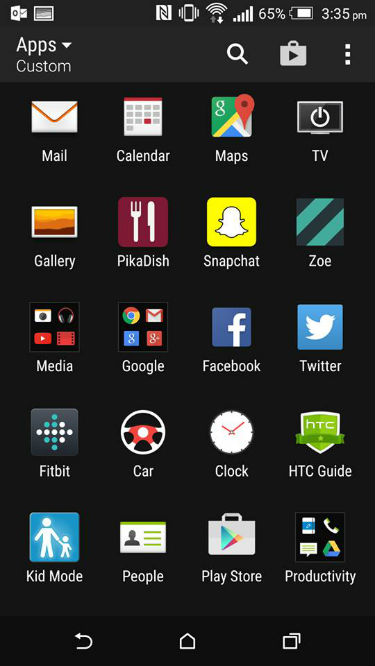 65% 3:35 pm
Apps
Custom
Mail Calendar Maps TV
Gallery PikaDish Snapchat Zoe
Media Google Facebook Twitter
htc
Fitbit Car Clock HTC Guide
Kid Mode People Play Store Productivity